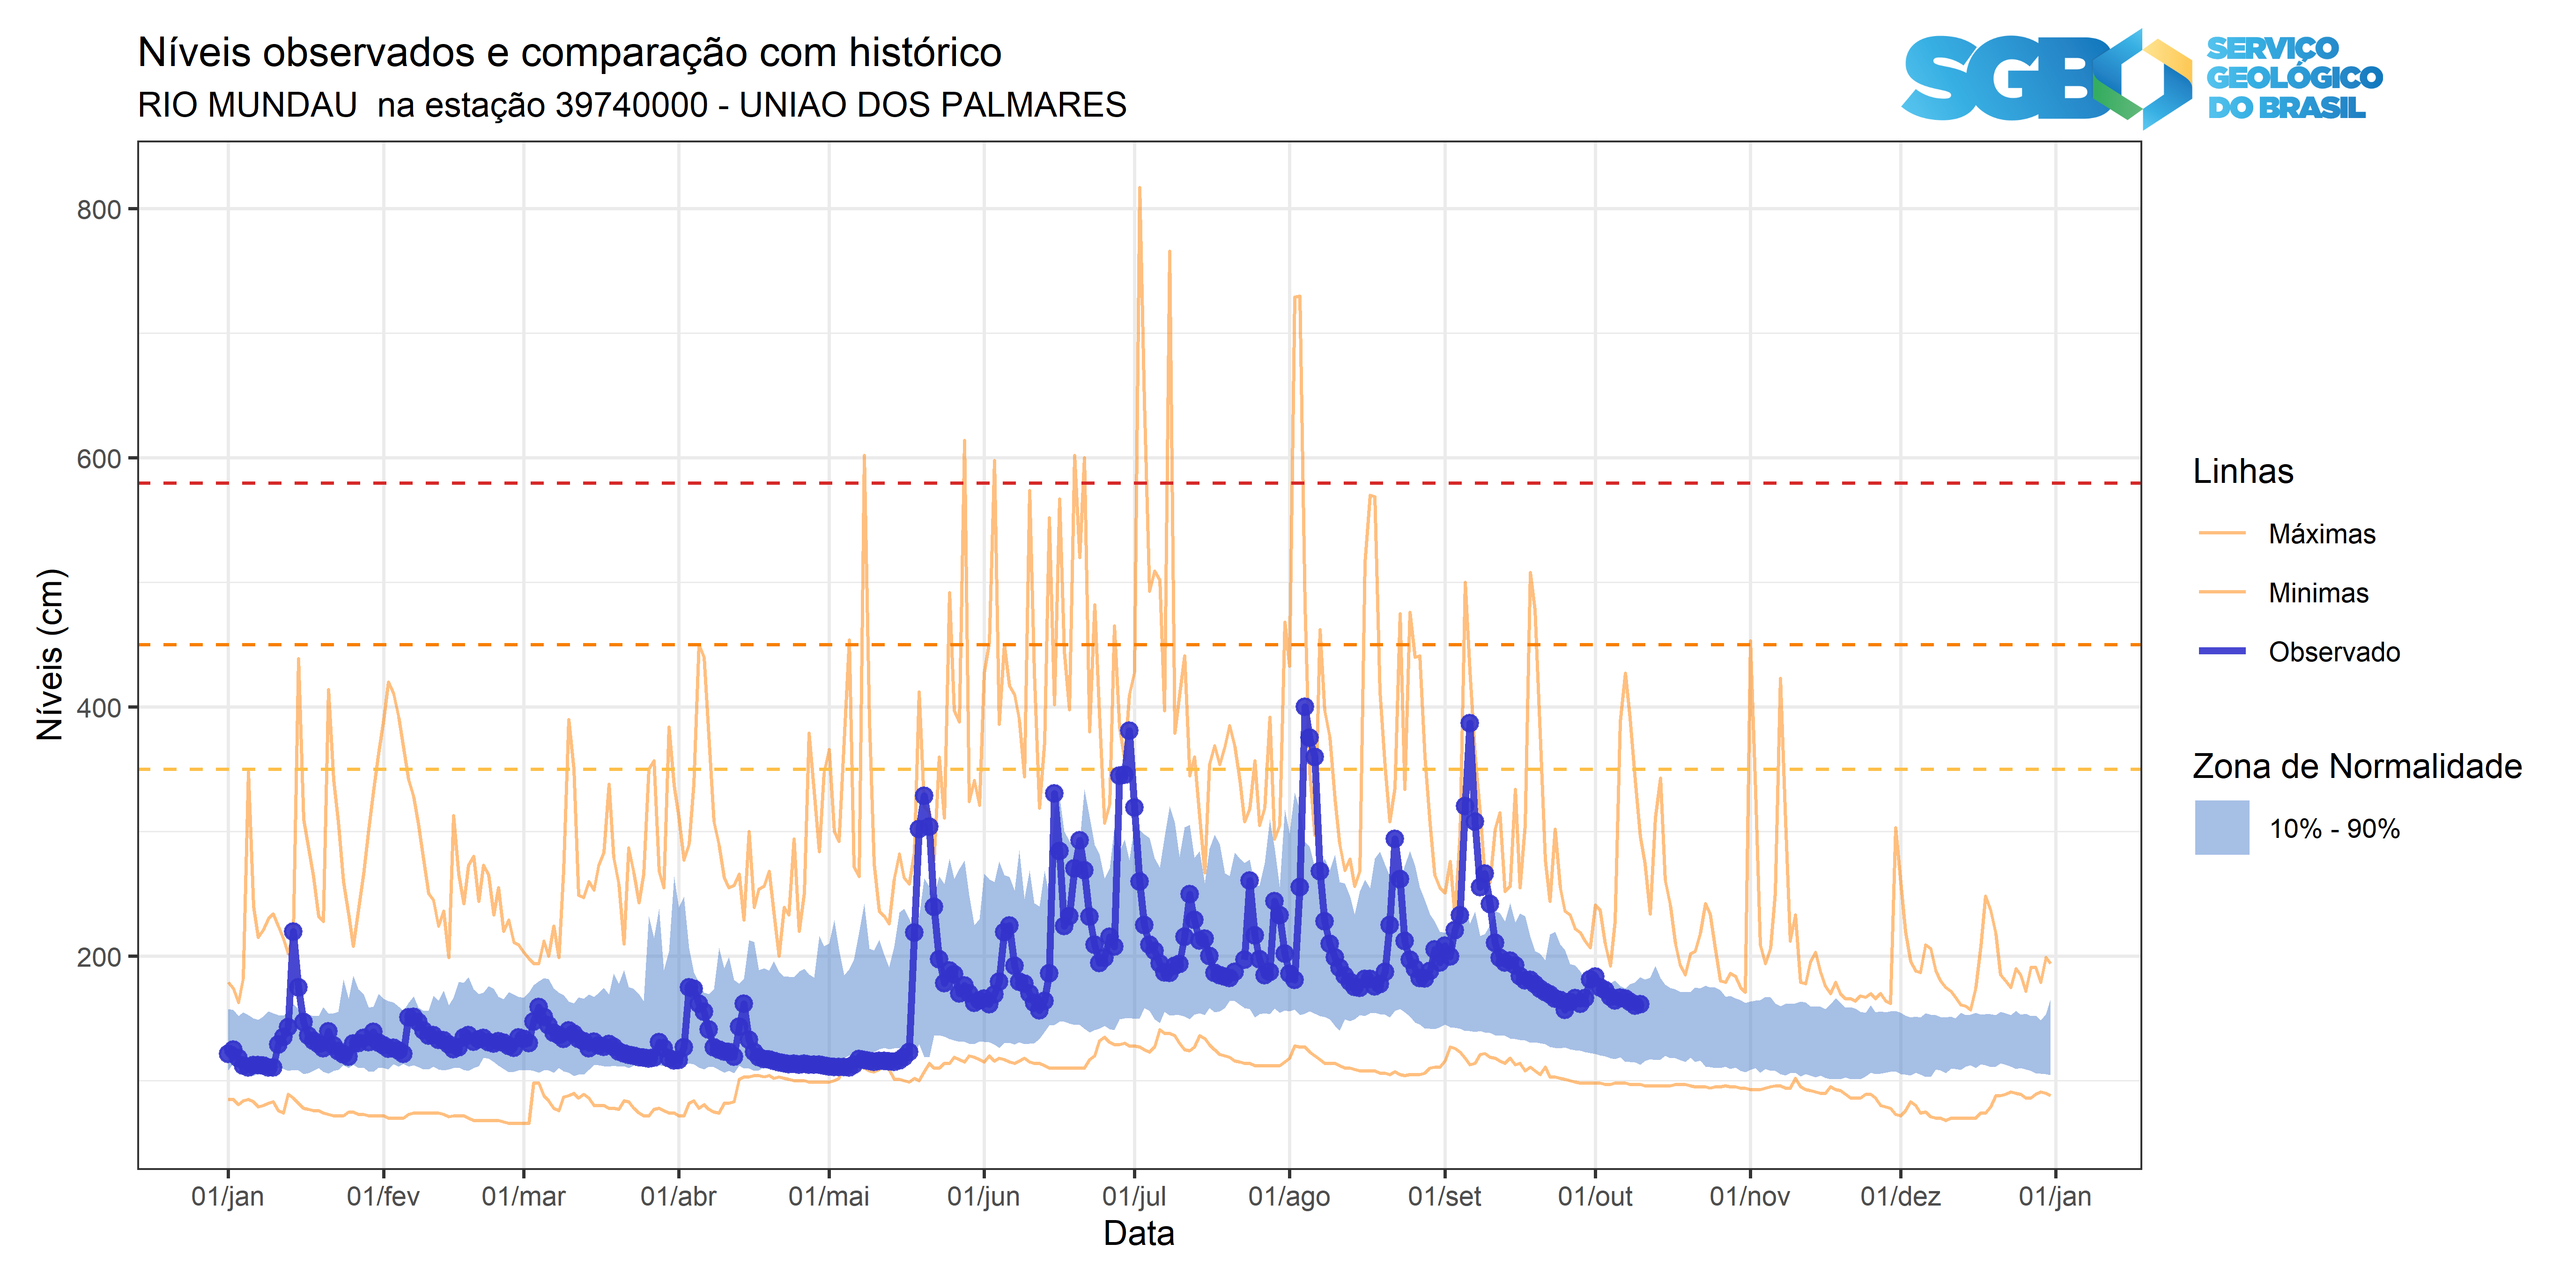 Níveis observados e comparação com histórico
RIO MUNDAU  na estação 39740000 - UNIAO DOS PALMARES
SGB
SERVIÇO
GEOLÓGICO
DO BRASIL
Níveis (cm)
800
600
400
200
01/jan
01/fev
01/mar
01/abr
01/mai
01/jun
01/jul
01/ago
01/set
01/out
01/nov
01/dez
01/jan
Data
Linhas
Máximas
Minimas
Observado
Zona de Normalidade
10% - 90%